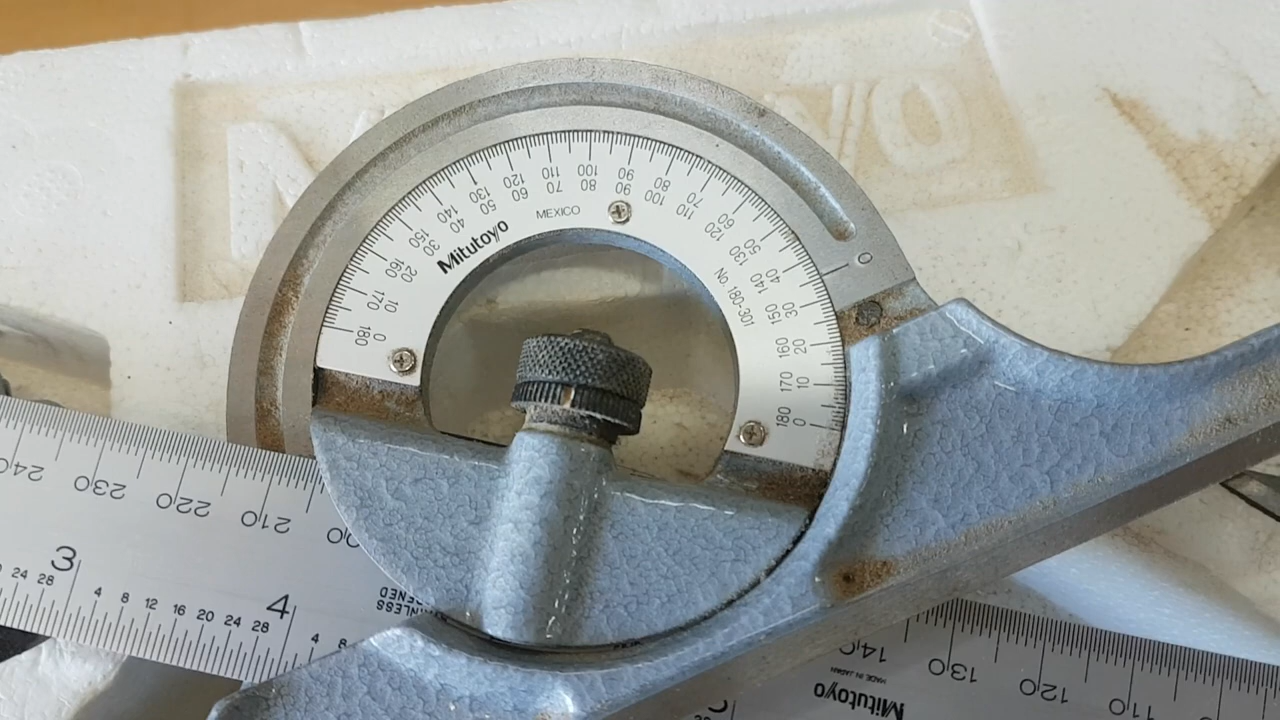 180 170 160 150 140 130 120 110 100 90 80 70 60 50 40 30 20 10 0
0 10 20 30 40 50 60 70 80 90 100 110 120 130 140 150 160 170 180
Mitutoyo
MEXICO
NO. 180-301
0
240 230 220 210
3 4
24 28 4 8 12 16 20 24 28 4 8
140 130 120 110
MADE IN JAPAN
Mitutoyo